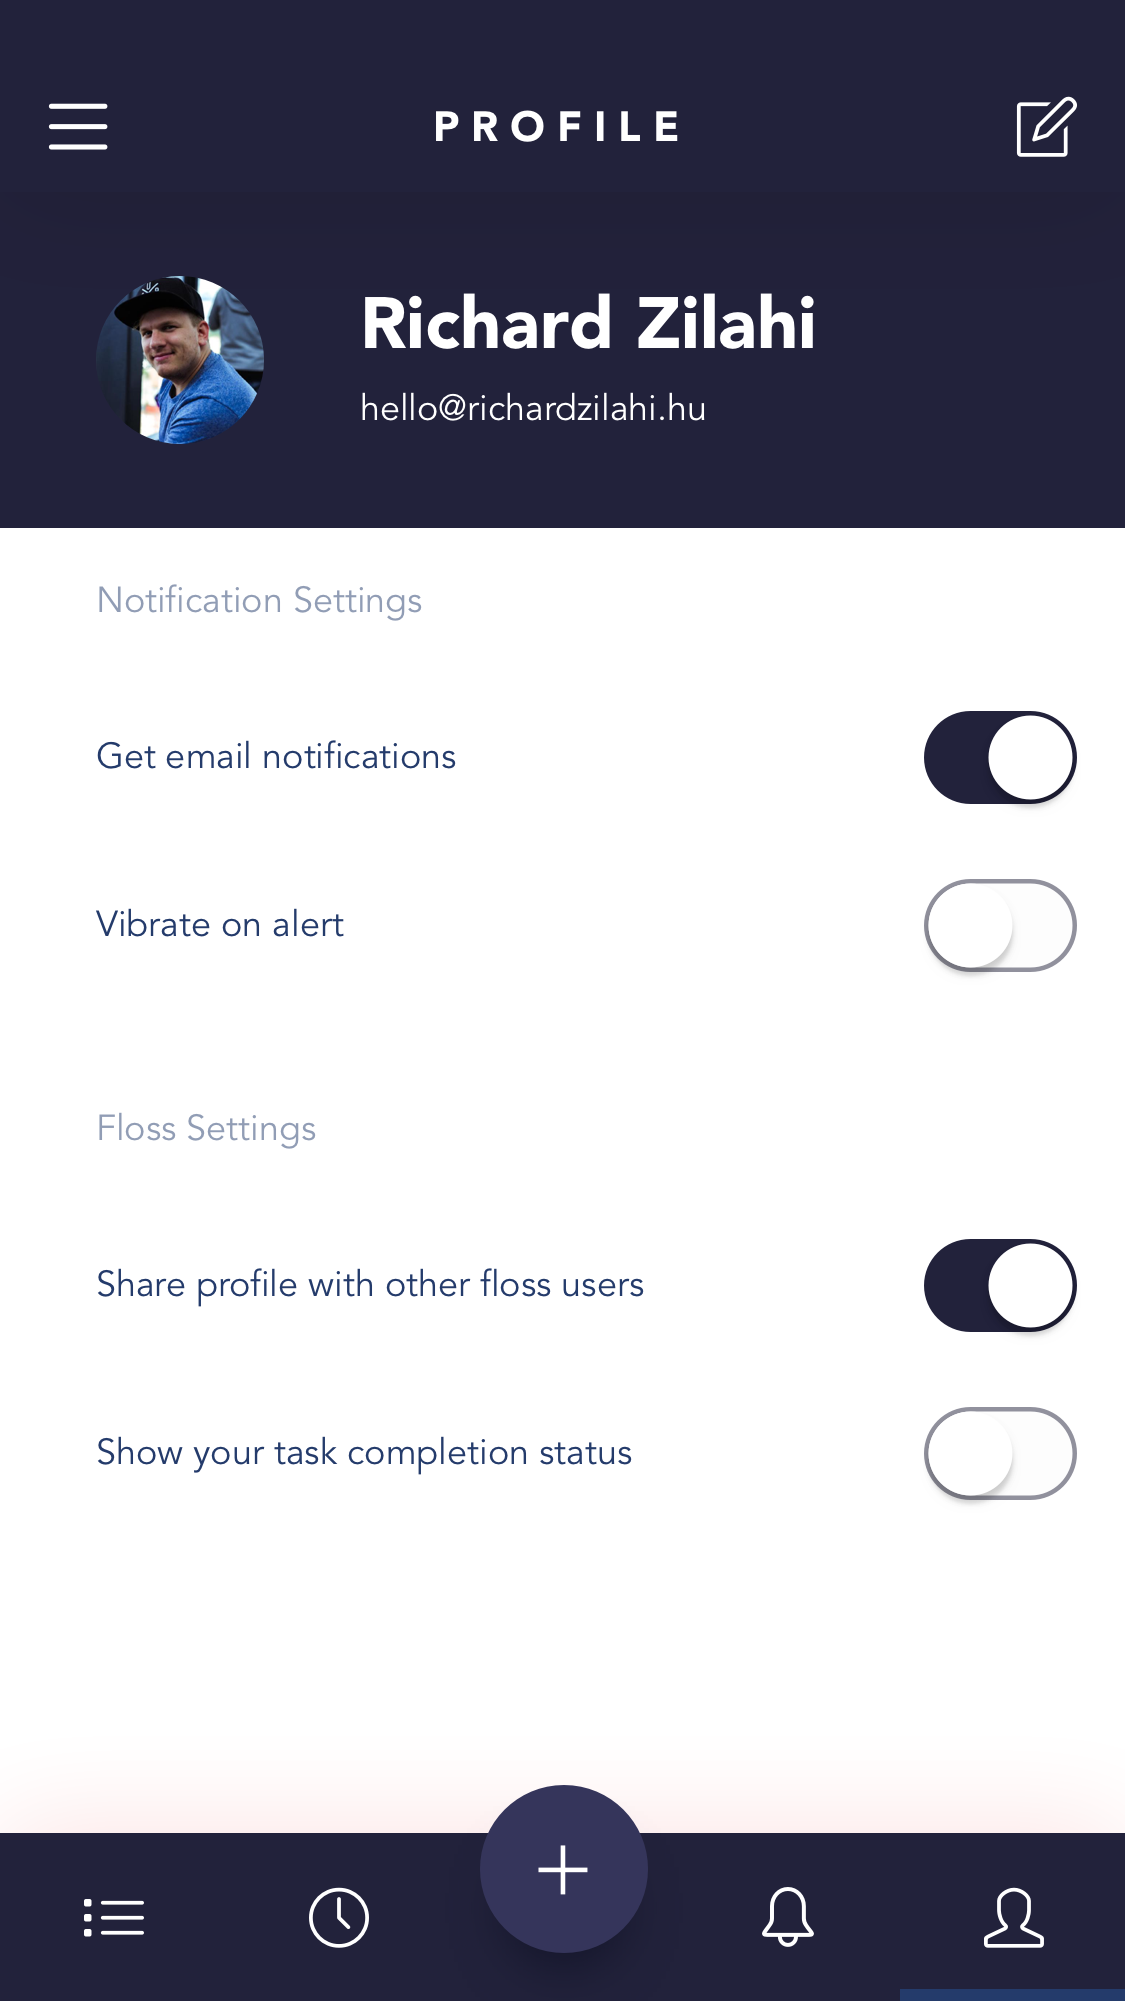 PROFILE
Richard Zilahi
hello@richardzilahi.hu
Notification Settings
Get email notifications
Vibrate on alert
Floss Settings
Share profile with other floss users
Show your task completion status